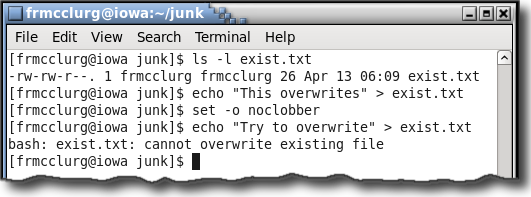 frmcclurg@iowa:~/junk
File Edit View Search Terminal Help
[frmcclurg@iowa junk]$ ls -l exist.txt
-rw-rw-r--. 1 frmcclurg frmcclurg 26 Apr 13 06:09 exist.txt
[frmcclurg@iowa junk]$ echo "This overwrites" > exist.txt
[frmcclurg@iowa junk]$ set -o noclobber
[frmcclurg@iowa junk]$ echo "Try to overwrite" > exist.txt
bash: exist.txt: cannot overwrite existing file
[frmcclurg@iowa junk]$